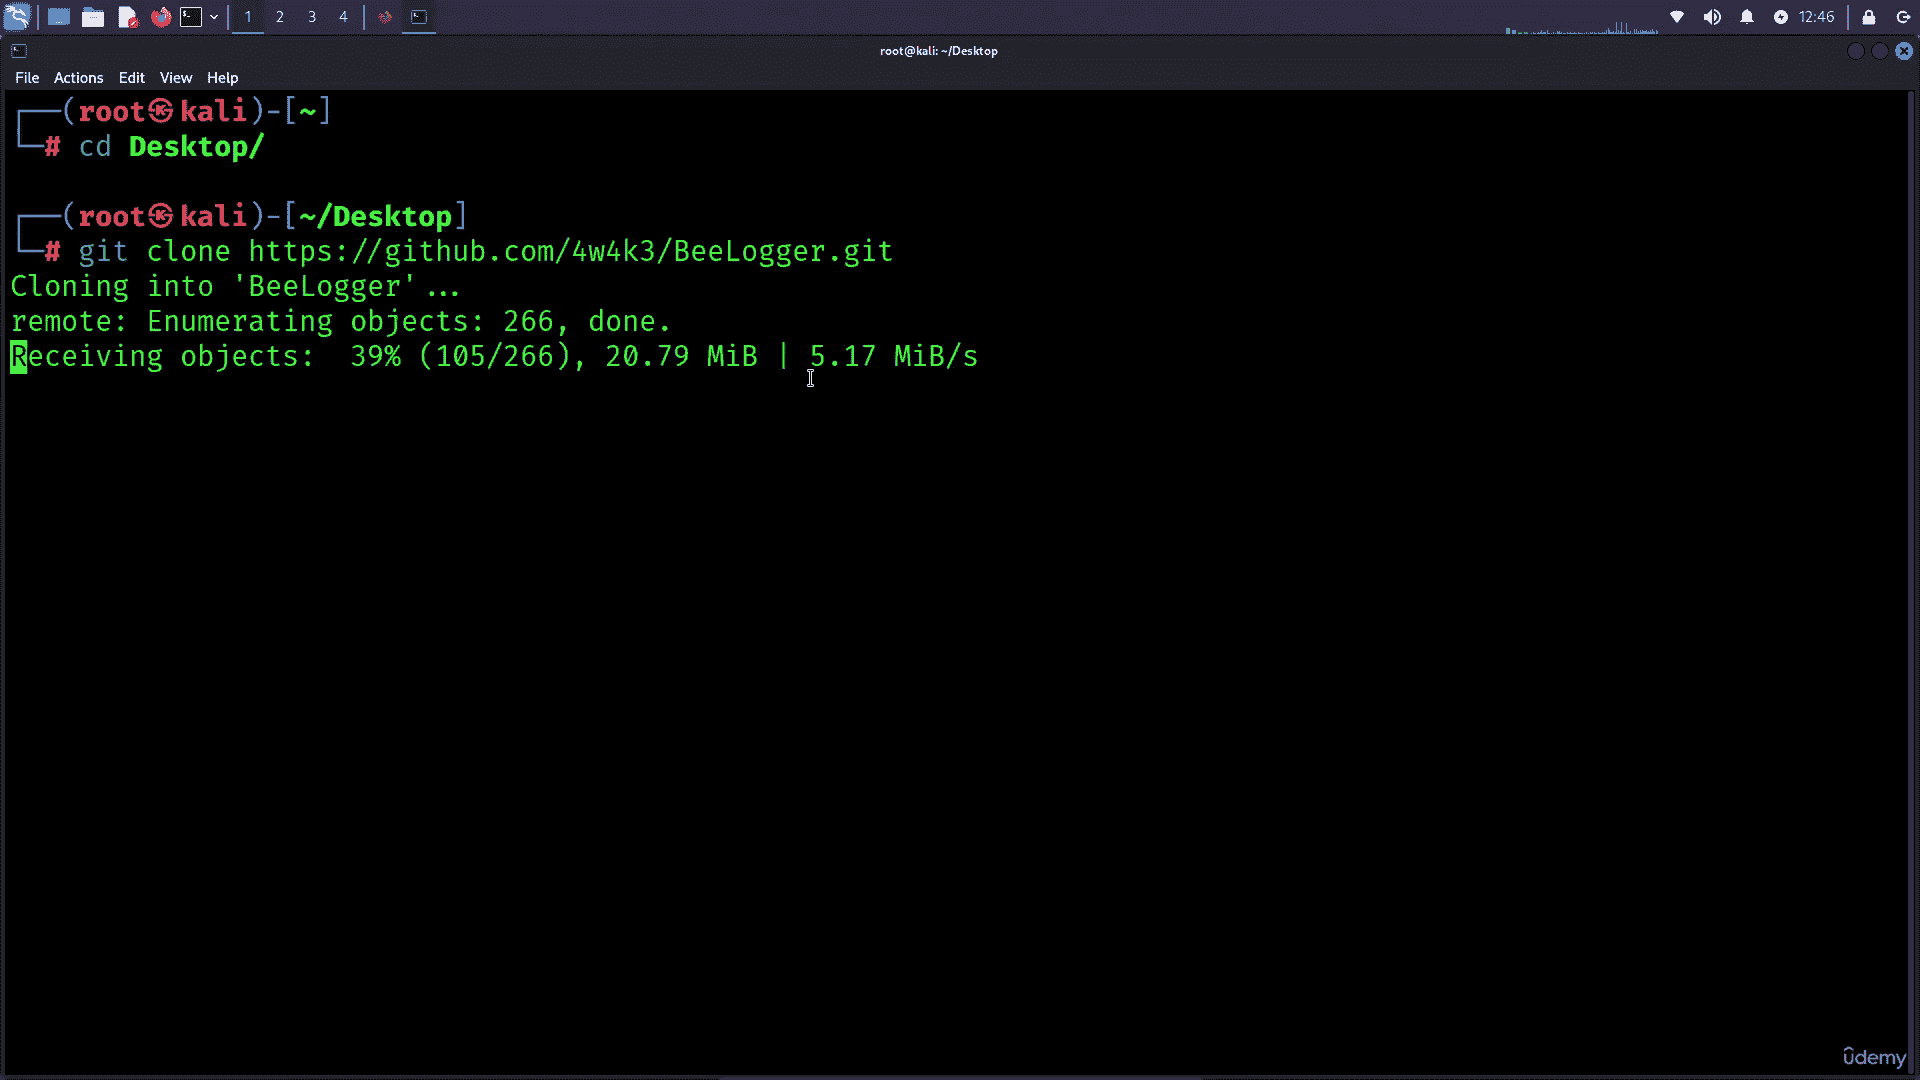 1 2 3 4 12:46
root@kali: ~/Desktop
File Actions Edit View Help
┌──(root㉿kali)-[~]
└─# cd Desktop/
┌──(root㉿kali)-[~/Desktop]
└─# git clone https://github.com/4w4k3/BeeLogger.git
Cloning into 'BeeLogger'...
remote: Enumerating objects: 266, done.
Receiving objects:  39% (105/266), 20.79 MiB | 5.17 MiB/s
ûdemy